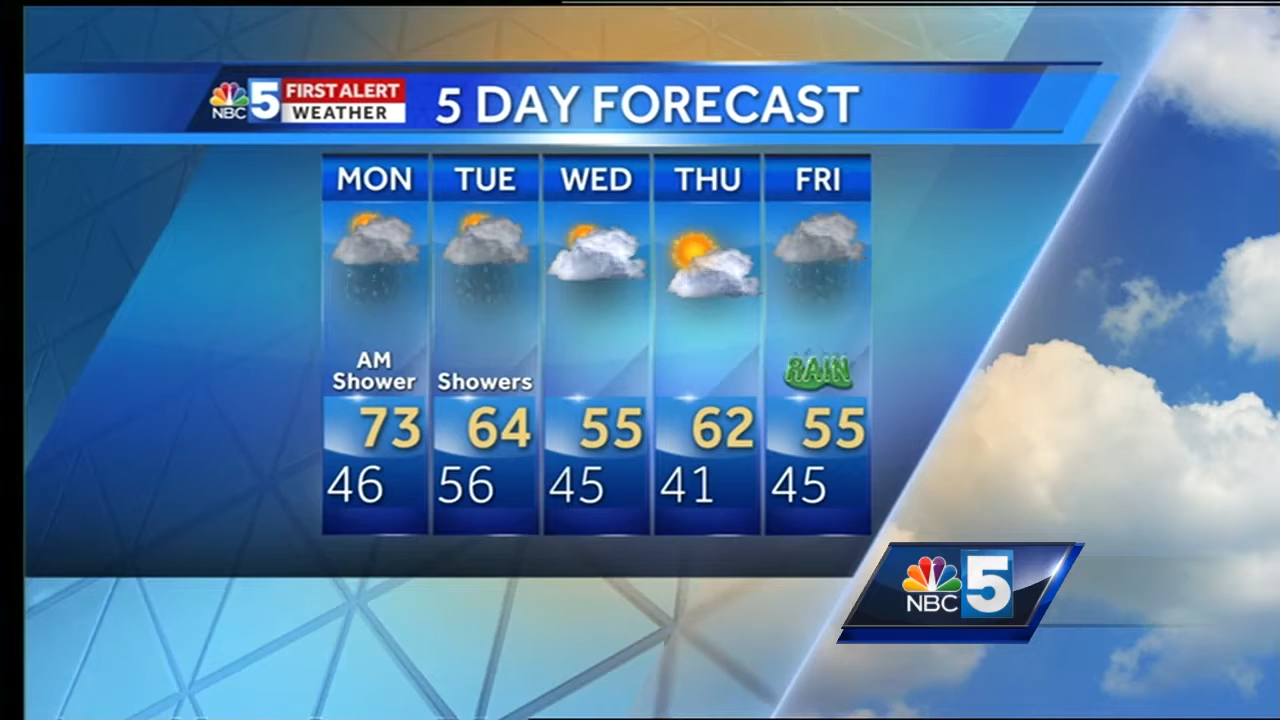 NBC 5 FIRST ALERT WEATHER
5 DAY FORECAST
MON TUE WED THU FRI
AM Shower
Showers
RAIN
73 64 55 62 55
46 56 45 41 45
NBC 5